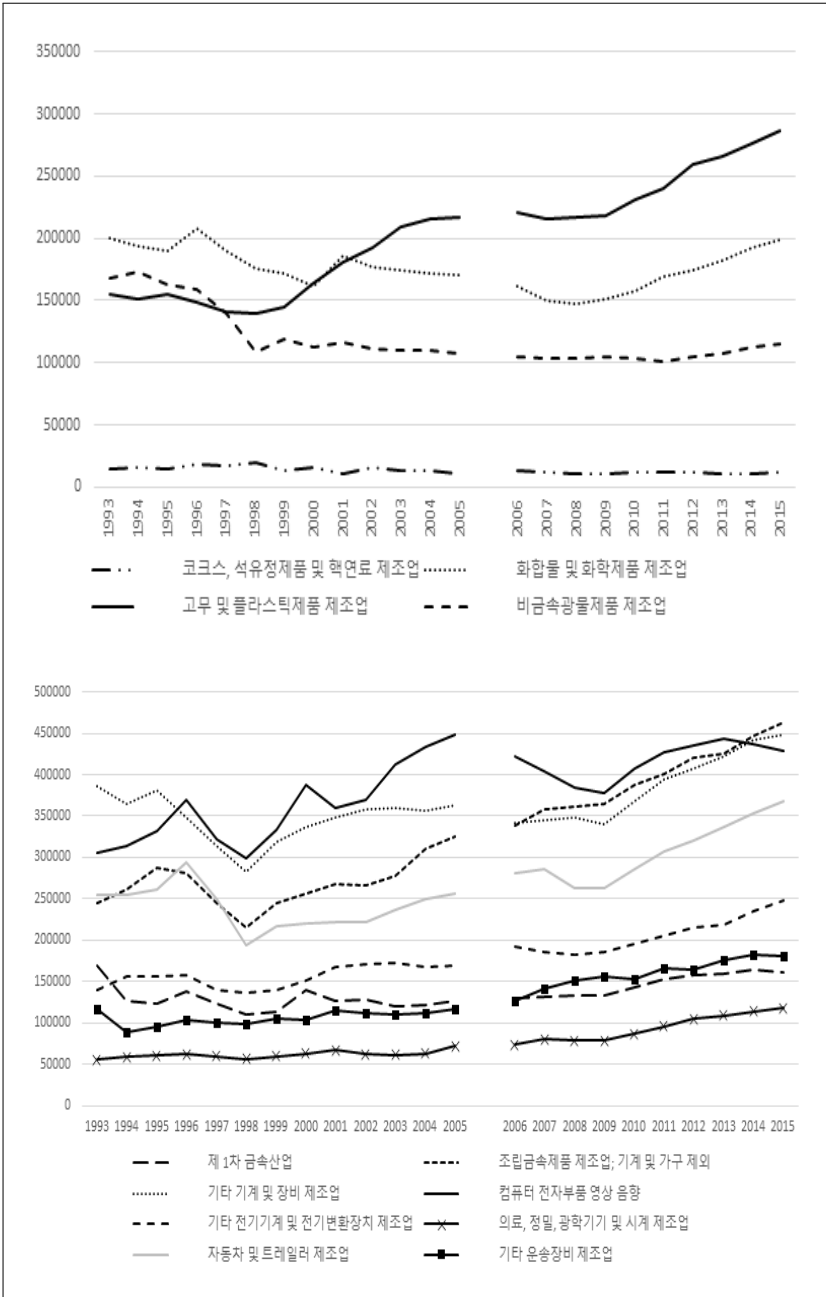 350000
300000
250000
200000
150000
100000
50000
0
1993 1994 1995 1996 1997 1998 1999 2000 2001 2002 2003 2004 2005 2006 2007 2008 2009 2010 2011 2012 2013 2014 2015
코크스, 석유정제품 및 핵연료 제조업 화합물 및 화학제품 제조업
고무 및 플라스틱제품 제조업 비금속광물제품 제조업
500000
450000
400000
350000
300000
250000
200000
150000
100000
50000
0
1993 1994 1995 1996 1997 1998 1999 2000 2001 2002 2003 2004 2005 2006 2007 2008 2009 2010 2011 2012 2013 2014 2015
제 1차 금속산업 조립금속제품 제조업; 기계 및 가구 제외
기타 기계 및 장비 제조업 컴퓨터 전자부품 영상 음향
기타 전기기계 및 전기변환장치 제조업 의료, 정밀, 광학기기 및 시계 제조업
자동차 및 트레일러 제조업 기타 운송장비 제조업